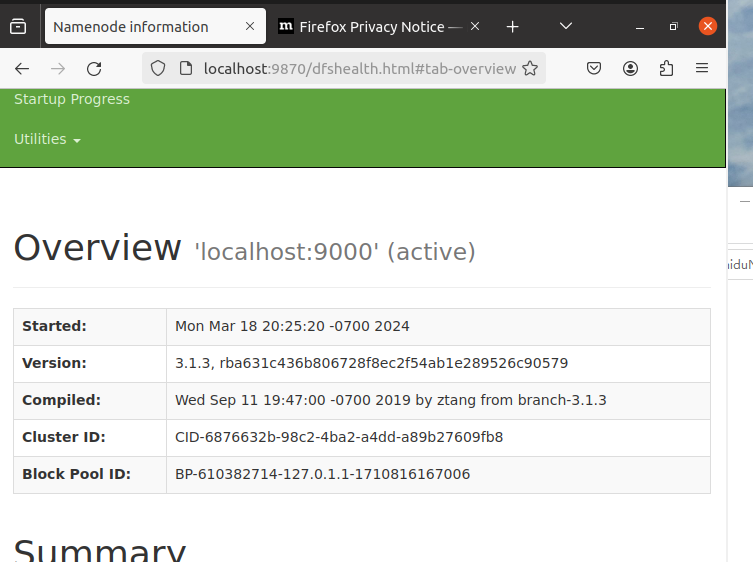 Namenode information
Firefox Privacy Notice —
localhost:9870/dfshealth.html#tab-overview
Startup Progress
Utilities
Overview 'localhost:9000' (active)
Started: Mon Mar 18 20:25:20 -0700 2024
Version: 3.1.3, rba631c436b806728f8ec2f54ab1e289526c90579
Compiled: Wed Sep 11 19:47:00 -0700 2019 by ztang from branch-3.1.3
Cluster ID: CID-6876632b-98c2-4ba2-a4dd-a89b27609fb8
Block Pool ID: BP-610382714-127.0.1.1-1710816167006
Summary